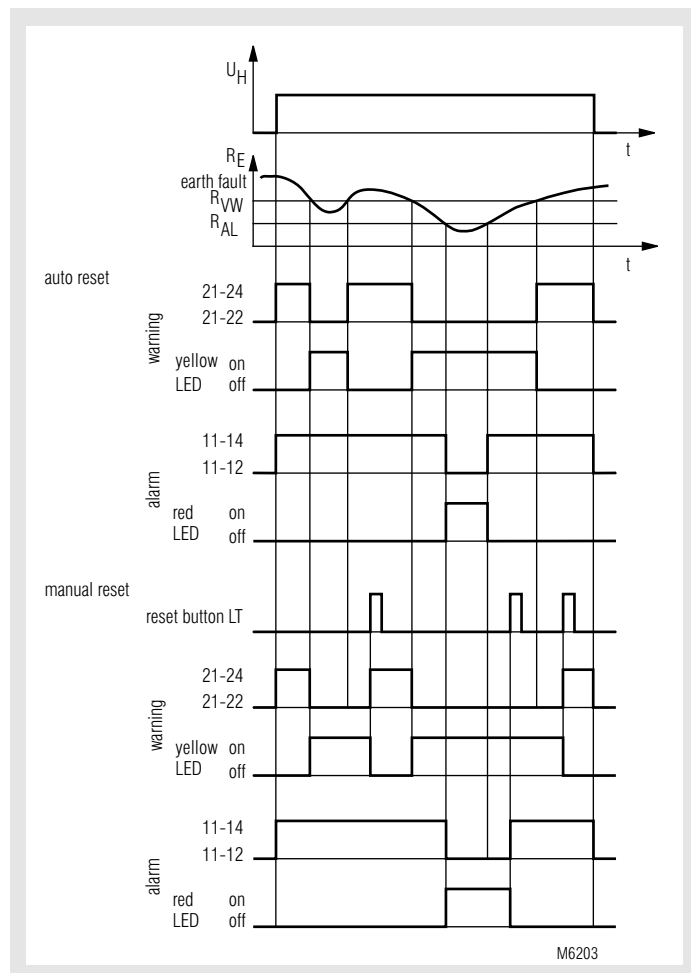 U_H
t
R_E
earth fault
R_VW
R_AL
t
auto reset
warning
21-24
21-22
yellow on
LED off
alarm
11-14
11-12
red on
LED off
manual reset
reset button LT
warning
21-24
21-22
yellow on
LED off
alarm
11-14
11-12
red on
LED off
M6203